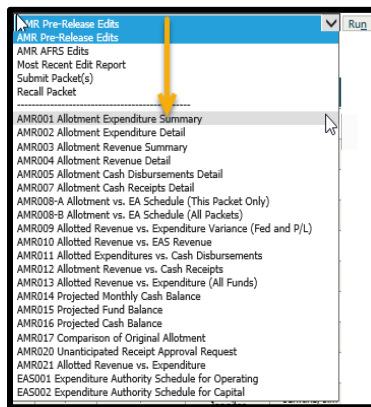 AMR Pre-Release Edits
Run
AMR Pre-Release Edits
AMR AFRS Edits
Most Recent Edit Report
Submit Packet(s)
Recall Packet
------------------------------------------------
AMR001 Allotment Expenditure Summary
AMR002 Allotment Expenditure Detail
AMR003 Allotment Revenue Summary
AMR004 Allotment Revenue Detail
AMR005 Allotment Cash Disbursements Detail
AMR007 Allotment Cash Receipts Detail
AMR008-A Allotment vs. EA Schedule (This Packet Only)
AMR008-B Allotment vs. EA Schedule (All Packets)
AMR009 Allotted Revenue vs. Expenditure Variance (Fed and P/L)
AMR010 Allotted Revenue vs. EAS Revenue
AMR011 Allotted Expenditures vs. Cash Disbursements
AMR012 Allotment Revenue vs. Cash Receipts
AMR013 Allotted Revenue vs. Expenditure (All Funds)
AMR014 Projected Monthly Cash Balance
AMR015 Projected Fund Balance
AMR016 Projected Cash Balance
AMR017 Comparison of Original Allotment
AMR020 Unanticipated Receipt Approval Request
AMR021 Allotted Revenue vs. Expenditure
EAS001 Expenditure Authority Schedule for Operating
EAS002 Expenditure Authority Schedule for Capital